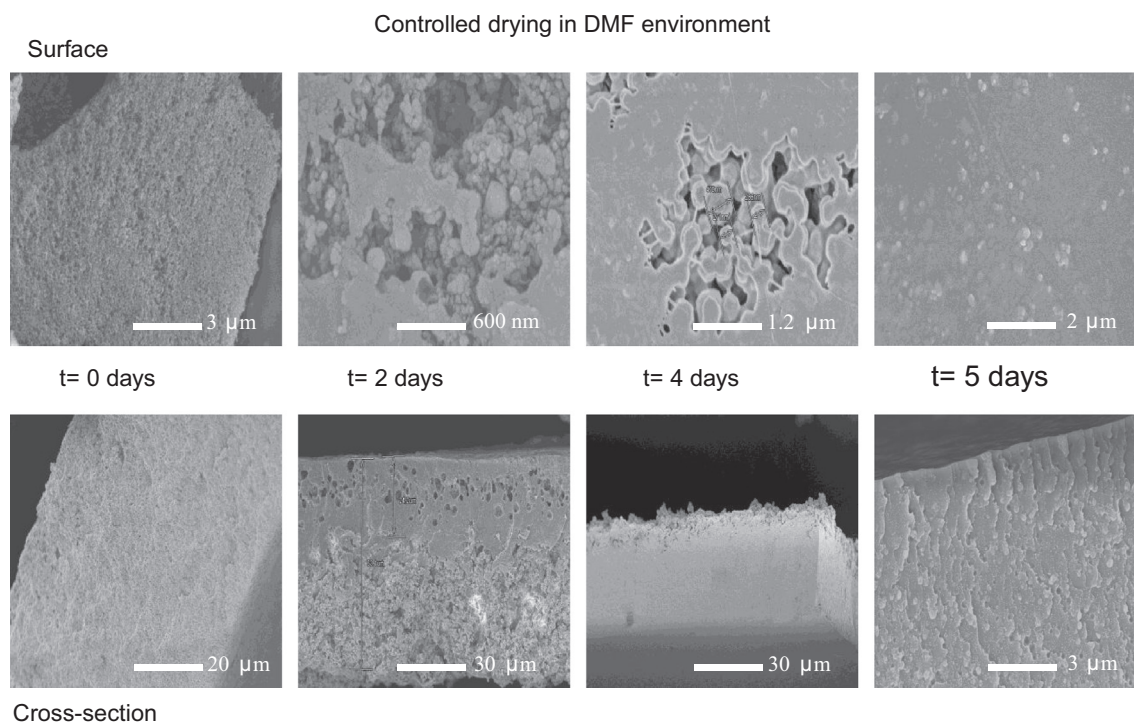 Controlled drying in DMF environment
Surface
3 μm
600 nm
1.2 μm
2 μm
t= 0 days
t= 2 days
t= 4 days
t= 5 days
20 μm
30 μm
30 μm
3 μm
Cross-section